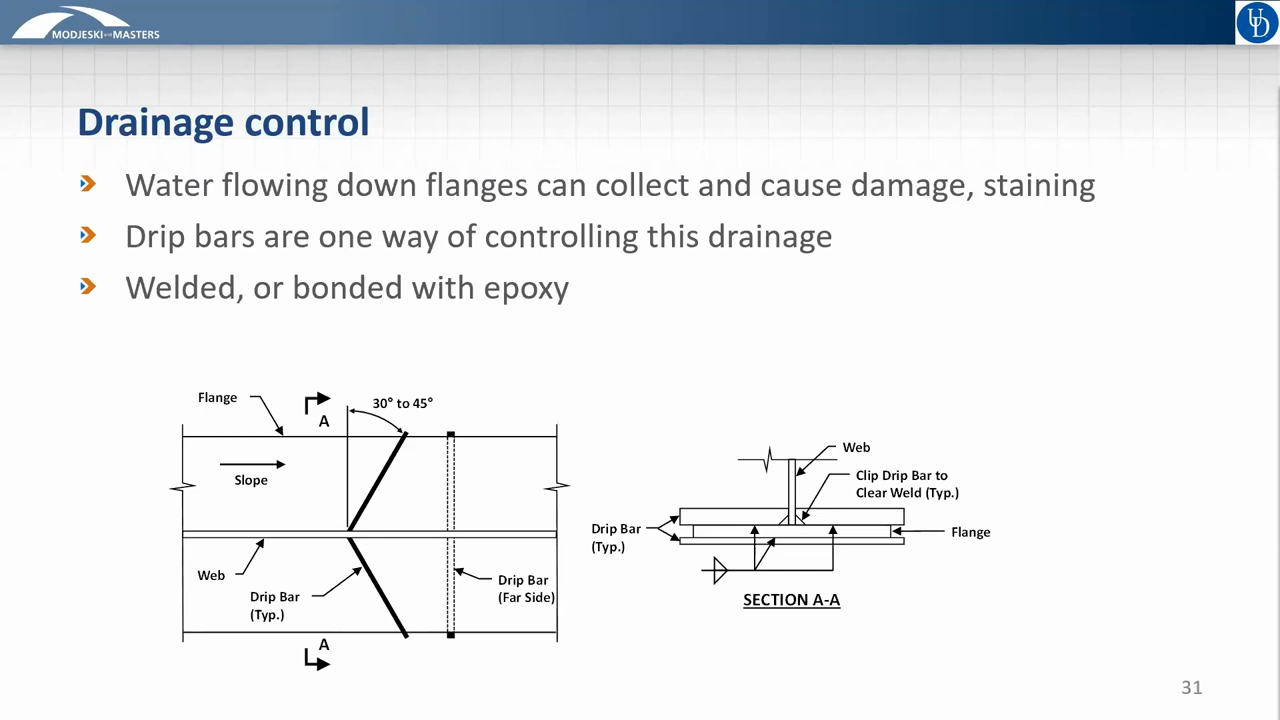 MODJESKI and MASTERS
UD
Drainage control
Water flowing down flanges can collect and cause damage, staining
Drip bars are one way of controlling this drainage
Welded, or bonded with epoxy
Flange
A
30° to 45°
Slope
Web
Drip Bar
(Typ.)
Drip Bar
(Far Side)
A
Web
Clip Drip Bar to
Clear Weld (Typ.)
Drip Bar
(Typ.)
Flange
SECTION A-A
31